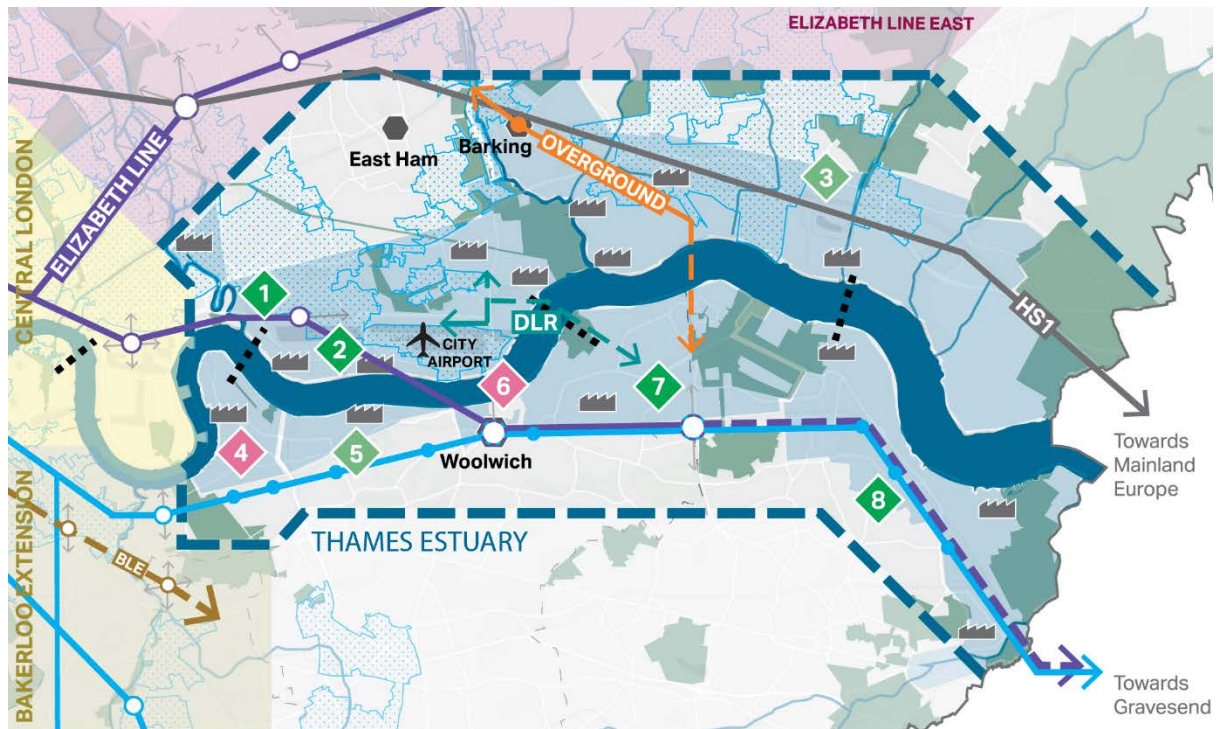 ELIZABETH LINE EAST
CENTRAL LONDON
ELIZABETH LINE
East Ham
Barking
OVERGROUND
3
1
2
CITY
AIRPORT
DLR
HS1
6
7
4
5
Woolwich
8
Towards
Mainland
Europe
THAMES ESTUARY
BAKERLOO EXTENSION
BLE
Towards
Gravesend